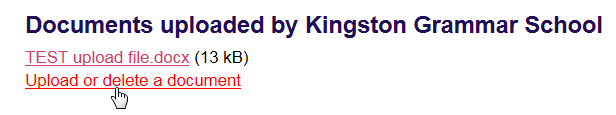 Documents uploaded by Kingston Grammar School
TEST upload file.docx (13 kB)
Upload or delete a document